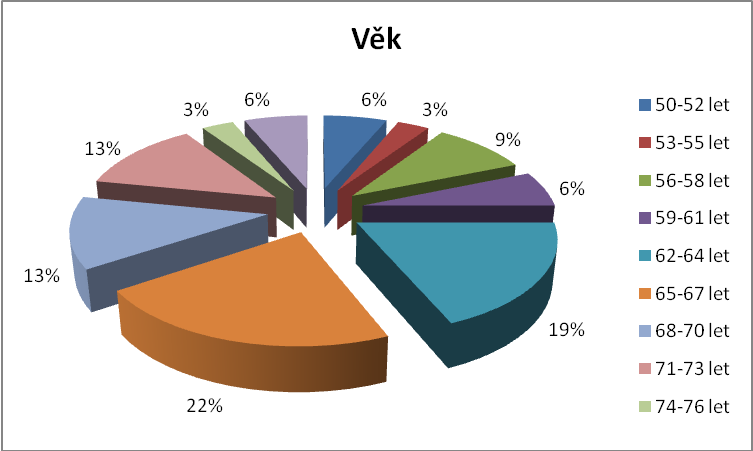 Věk
6%
3%
9%
6%
19%
22%
13%
13%
3%
6%
50-52 let
53-55 let
56-58 let
59-61 let
62-64 let
65-67 let
68-70 let
71-73 let
74-76 let